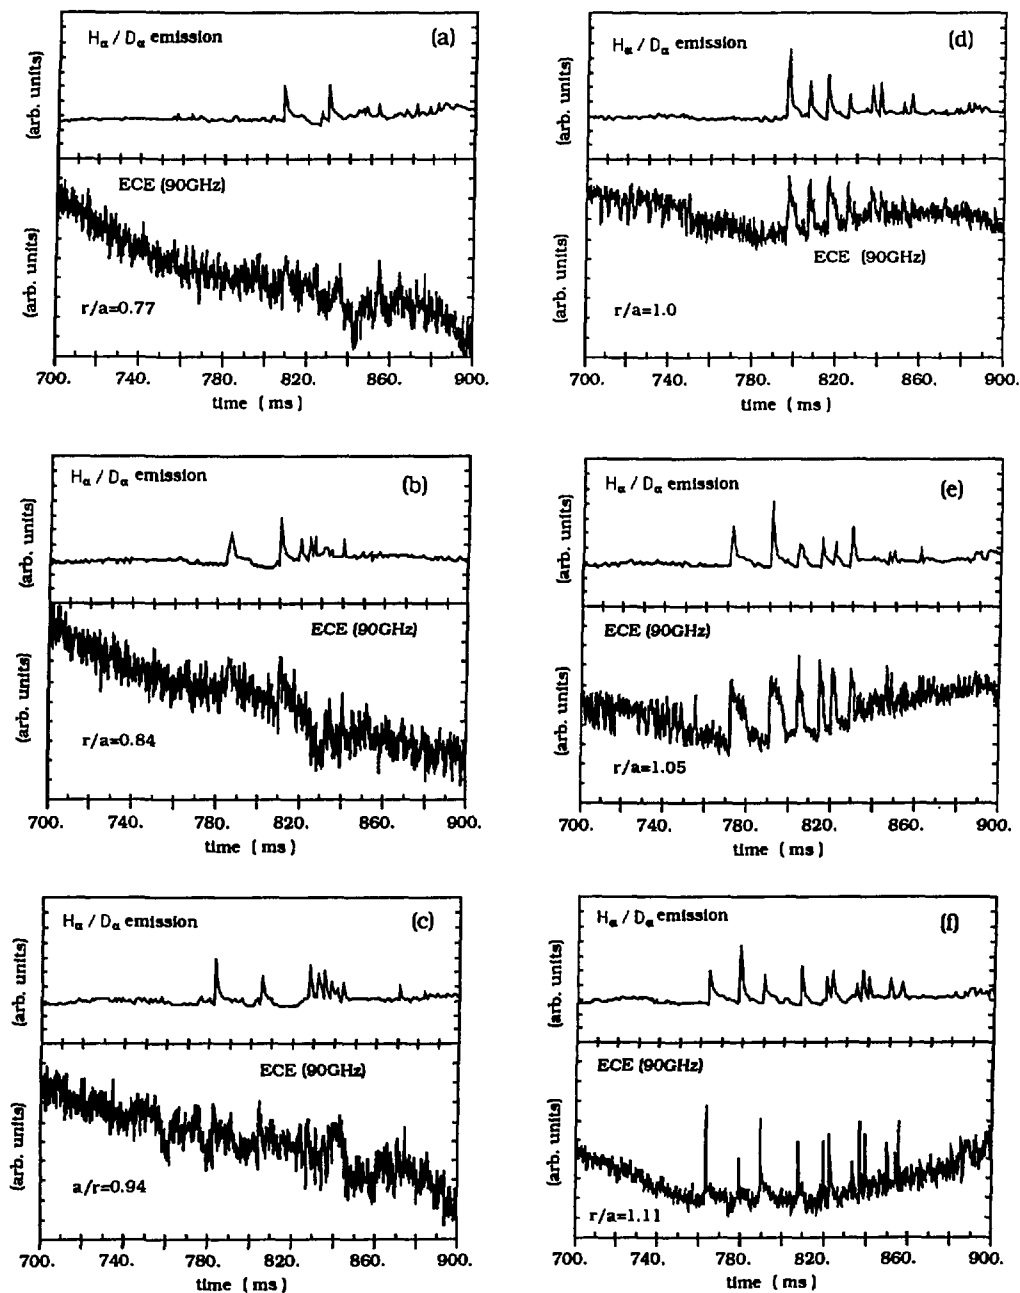 Hα / Dα emission
(a)
(arb. units)
ECE (90GHz)
(arb. units)
r/a=0.77
700. 740. 780. 820. 860. 900.
time ( ms )
Hα / Dα emission
(b)
(arb. units)
ECE (90GHz)
(arb. units)
r/a=0.84
700. 740. 780. 820. 860. 900.
time ( ms )
Hα / Dα emission
(c)
(arb. units)
ECE (90GHz)
(arb. units)
a/r=0.94
700. 740. 780. 820. 860. 900.
time ( ms )
Hα / Dα emission
(d)
(arb. units)
ECE (90GHz)
(arb. units)
r/a=1.0
700. 740. 780. 820. 860. 900.
time ( ms )
Hα / Dα emission
(e)
(arb. units)
ECE (90GHz)
(arb. units)
r/a=1.05
700. 740. 780. 820. 860. 900.
time ( ms )
Hα / Dα emission
(f)
(arb. units)
ECE (90GHz)
(arb. units)
r/a=1.11
700. 740. 780. 820. 860. 900.
time ( ms )